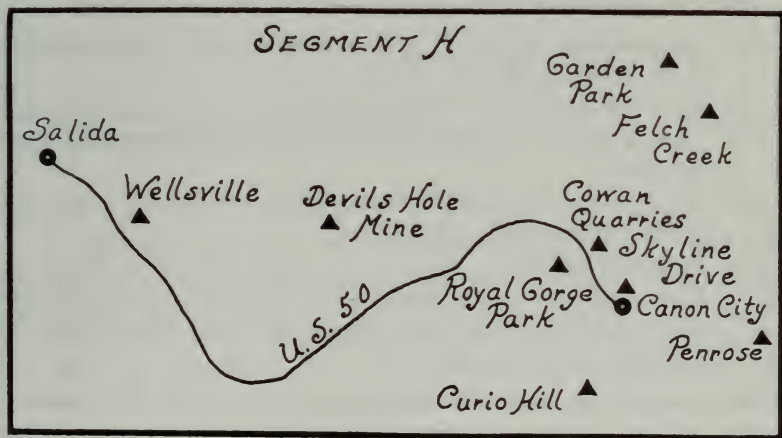 SEGMENT H
Garden
Park
Felch
Creek
Salida
Wellsville
Devils Hole
Mine
Cowan
Quarries
Skyline
Drive
Royal Gorge
Park
Canon City
U.S. 50
Penrose
Curio Hill